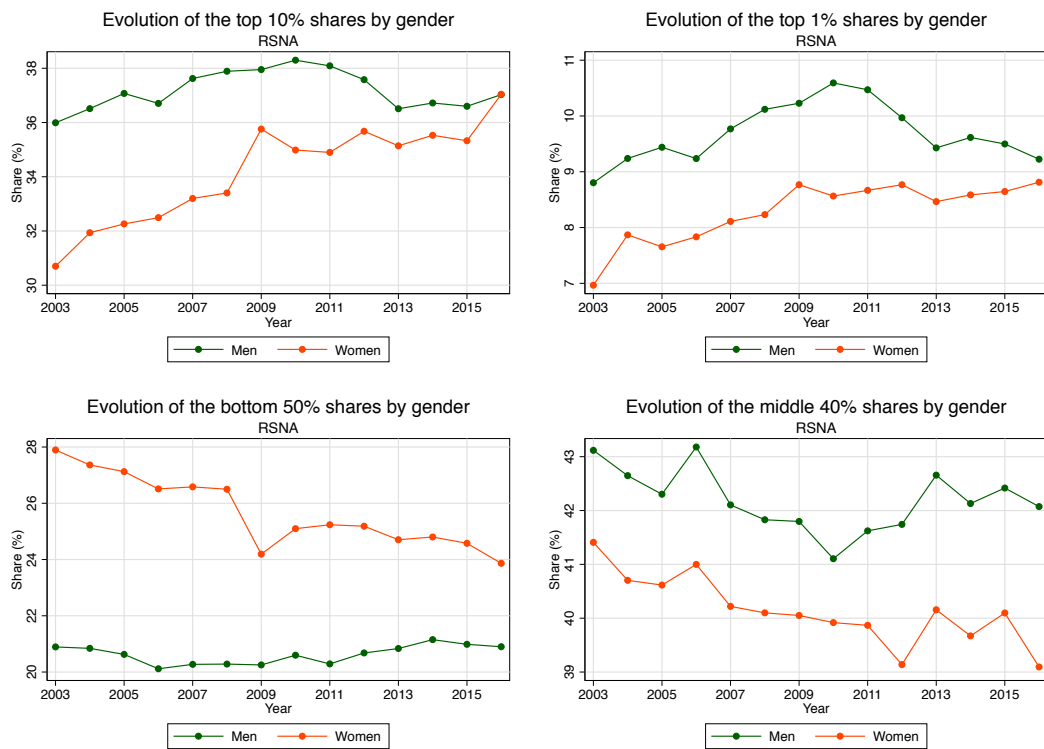 Evolution of the top 10% shares by gender
RSNA
Share (%)
38
36
34
32
30
2003 2005 2007 2009 2011 2013 2015
Year
Men Women
Evolution of the top 1% shares by gender
RSNA
Share (%)
11
10
9
8
7
2003 2005 2007 2009 2011 2013 2015
Year
Men Women
Evolution of the bottom 50% shares by gender
RSNA
Share (%)
28
26
24
22
20
2003 2005 2007 2009 2011 2013 2015
Year
Men Women
Evolution of the middle 40% shares by gender
RSNA
Share (%)
43
42
41
40
39
2003 2005 2007 2009 2011 2013 2015
Year
Men Women